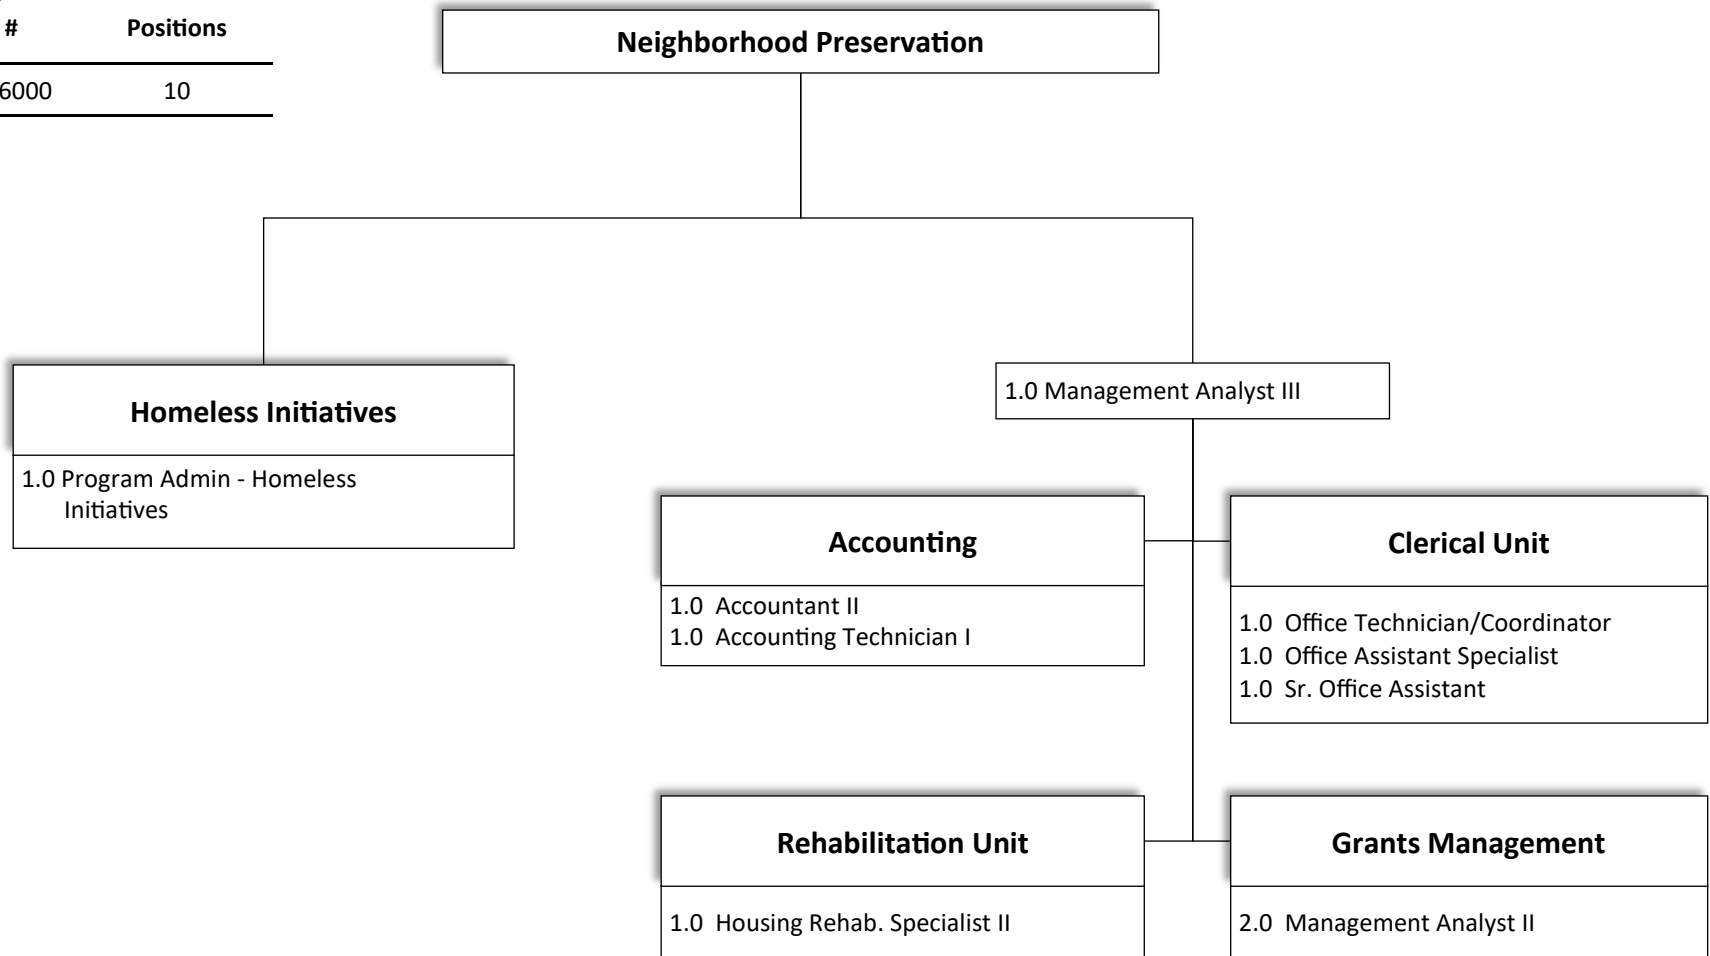 # Positions
6000 10
Neighborhood Preservation
Homeless Initiatives
1.0 Program Admin - Homeless
Initiatives
1.0 Management Analyst III
Accounting
1.0 Accountant II
1.0 Accounting Technician I
Clerical Unit
1.0 Office Technician/Coordinator
1.0 Office Assistant Specialist
1.0 Sr. Office Assistant
Rehabilitation Unit
1.0 Housing Rehab. Specialist II
Grants Management
2.0 Management Analyst II